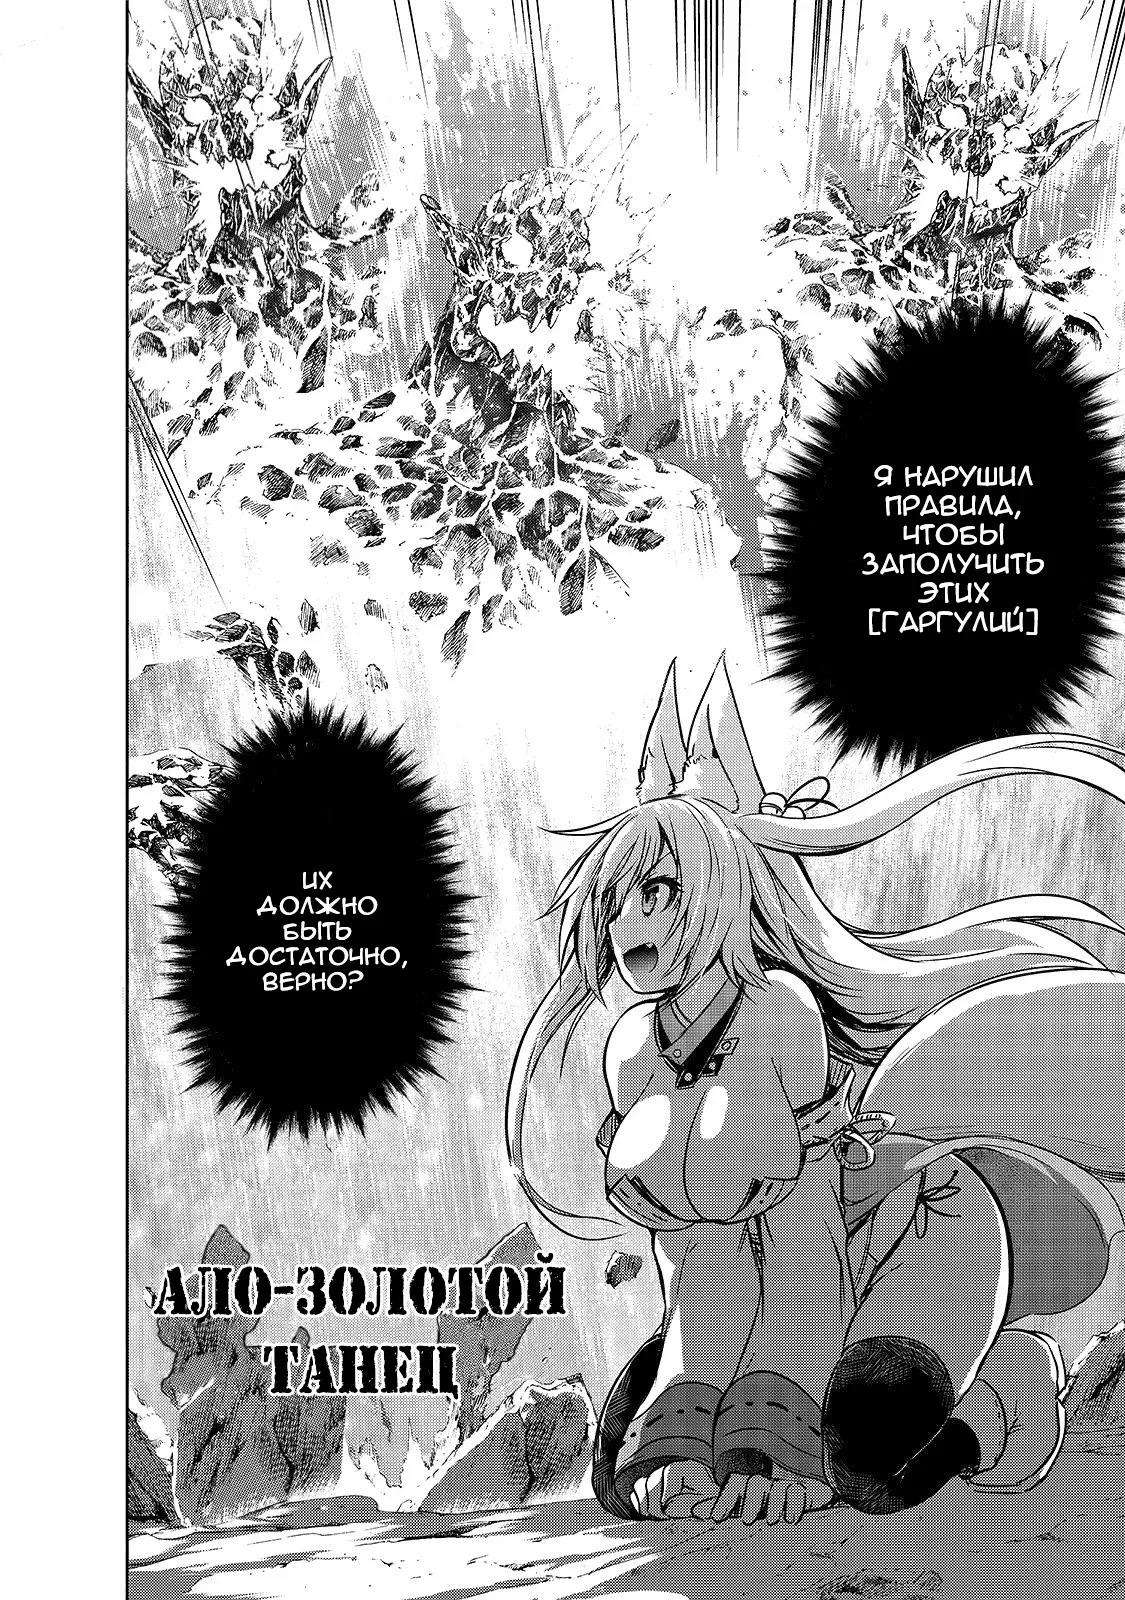 Я НАРУШИЛ
ПРАВИЛА,
ЧТОБЫ
ЗАПОЛУЧИТЬ
ЭТИХ
[ГАРГУЛИЙ]
ИХ
ДОЛЖНО
БЫТЬ
ДОСТАТОЧНО,
ВЕРНО?
АЛО-ЗОЛОТОЙ
ТАНЕЦ